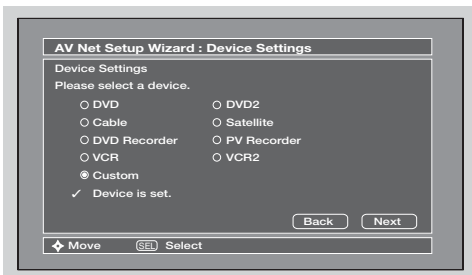 AV Net Setup Wizard : Device Settings
Device Settings
Please select a device.
DVD DVD2
Cable Satellite
DVD Recorder PV Recorder
VCR VCR2
Custom
Device is set.
Back Next
Move SEL Select